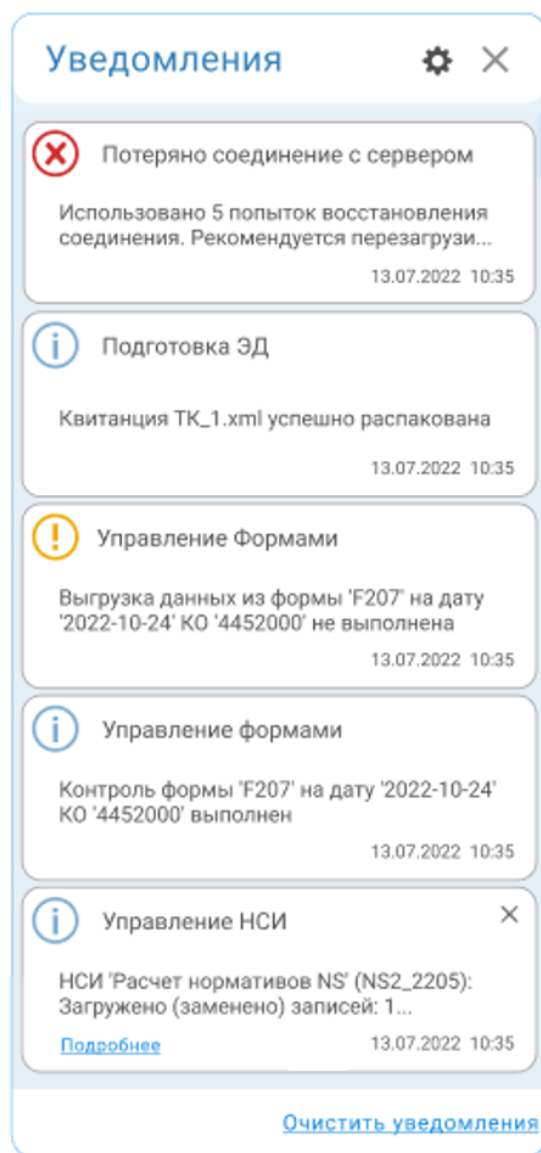 Уведомления
Потеряно соединение с сервером
Использовано 5 попыток восстановления
соединения. Рекомендуется перезагрузи...
13.07.2022 10:35
Подготовка ЭД
Квитанция ТК_1.xml успешно распакована
13.07.2022 10:35
Управление Формами
Выгрузка данных из формы 'F207' на дату
'2022-10-24' КО '4452000' не выполнена
13.07.2022 10:35
Управление формами
Контроль формы 'F207' на дату '2022-10-24'
КО '4452000' выполнен
13.07.2022 10:35
Управление НСИ
НСИ 'Расчет нормативов NS' (NS2_2205):
Загружено (заменено) записей: 1...
Подробнее 13.07.2022 10:35
Очистить уведомления